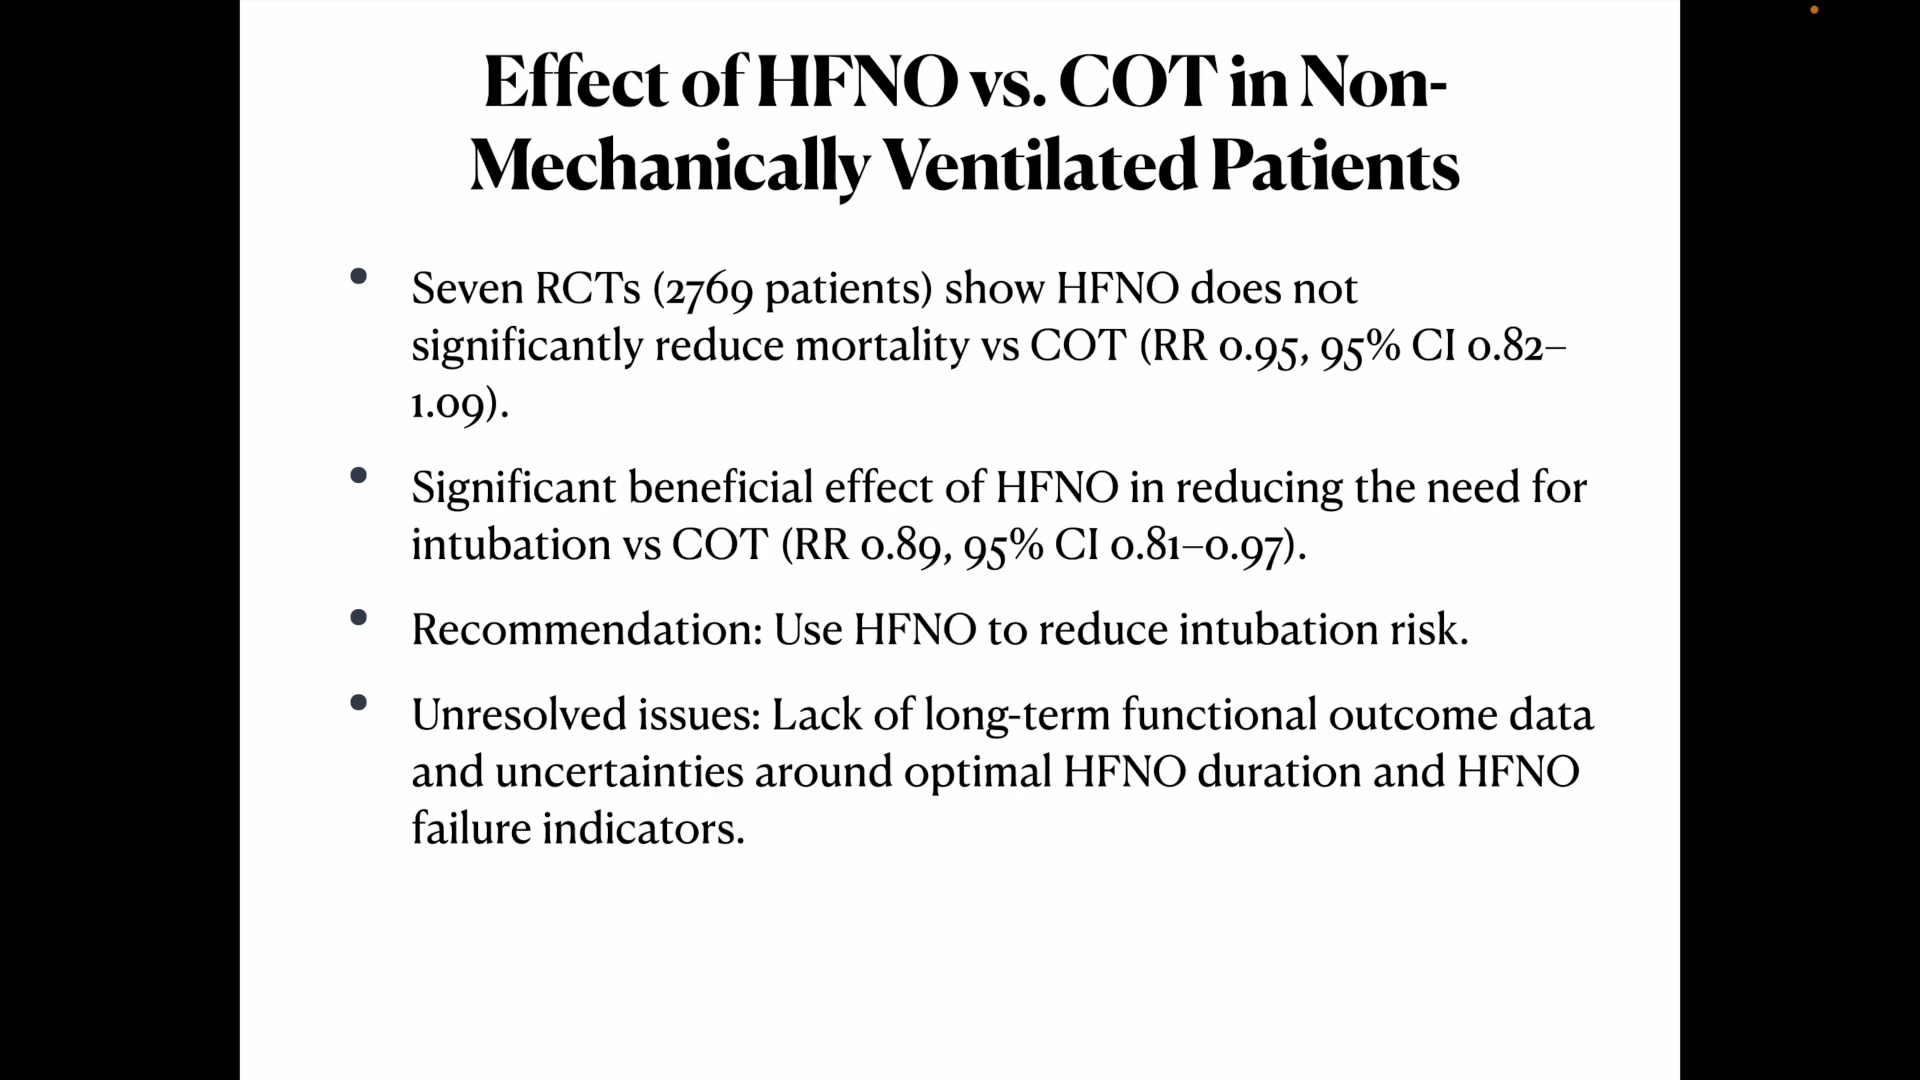 Effect of HFNO vs. COT in Non-
Mechanically Ventilated Patients
• Seven RCTs (2769 patients) show HFNO does not
significantly reduce mortality vs COT (RR 0.95, 95% CI 0.82–
1.09).
• Significant beneficial effect of HFNO in reducing the need for
intubation vs COT (RR 0.89, 95% CI 0.81–0.97).
• Recommendation: Use HFNO to reduce intubation risk.
• Unresolved issues: Lack of long-term functional outcome data
and uncertainties around optimal HFNO duration and HFNO
failure indicators.